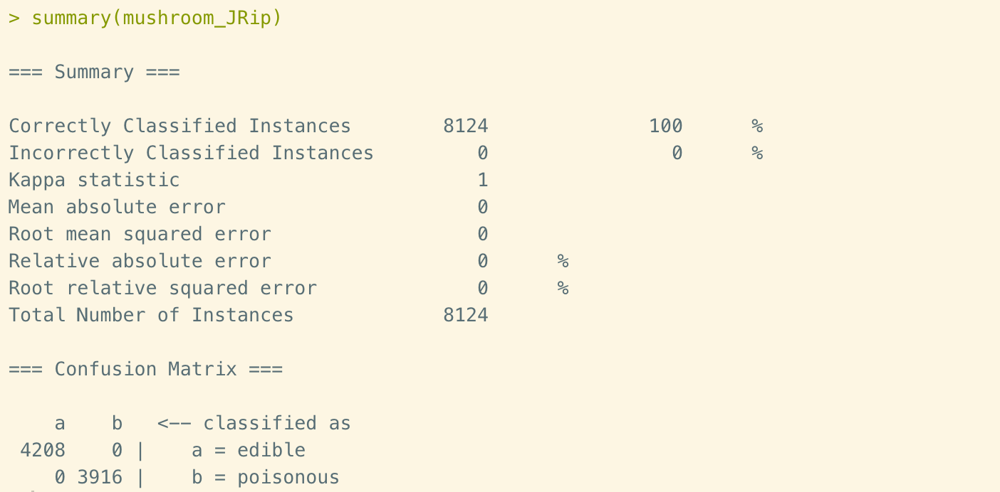 > summary(mushroom_JRip)
=== Summary ===
Correctly Classified Instances 8124 100 %
Incorrectly Classified Instances 0 0 %
Kappa statistic 1
Mean absolute error 0
Root mean squared error 0
Relative absolute error 0 %
Root relative squared error 0 %
Total Number of Instances 8124
=== Confusion Matrix ===
a b <-- classified as
4208 0 | a = edible
0 3916 | b = poisonous